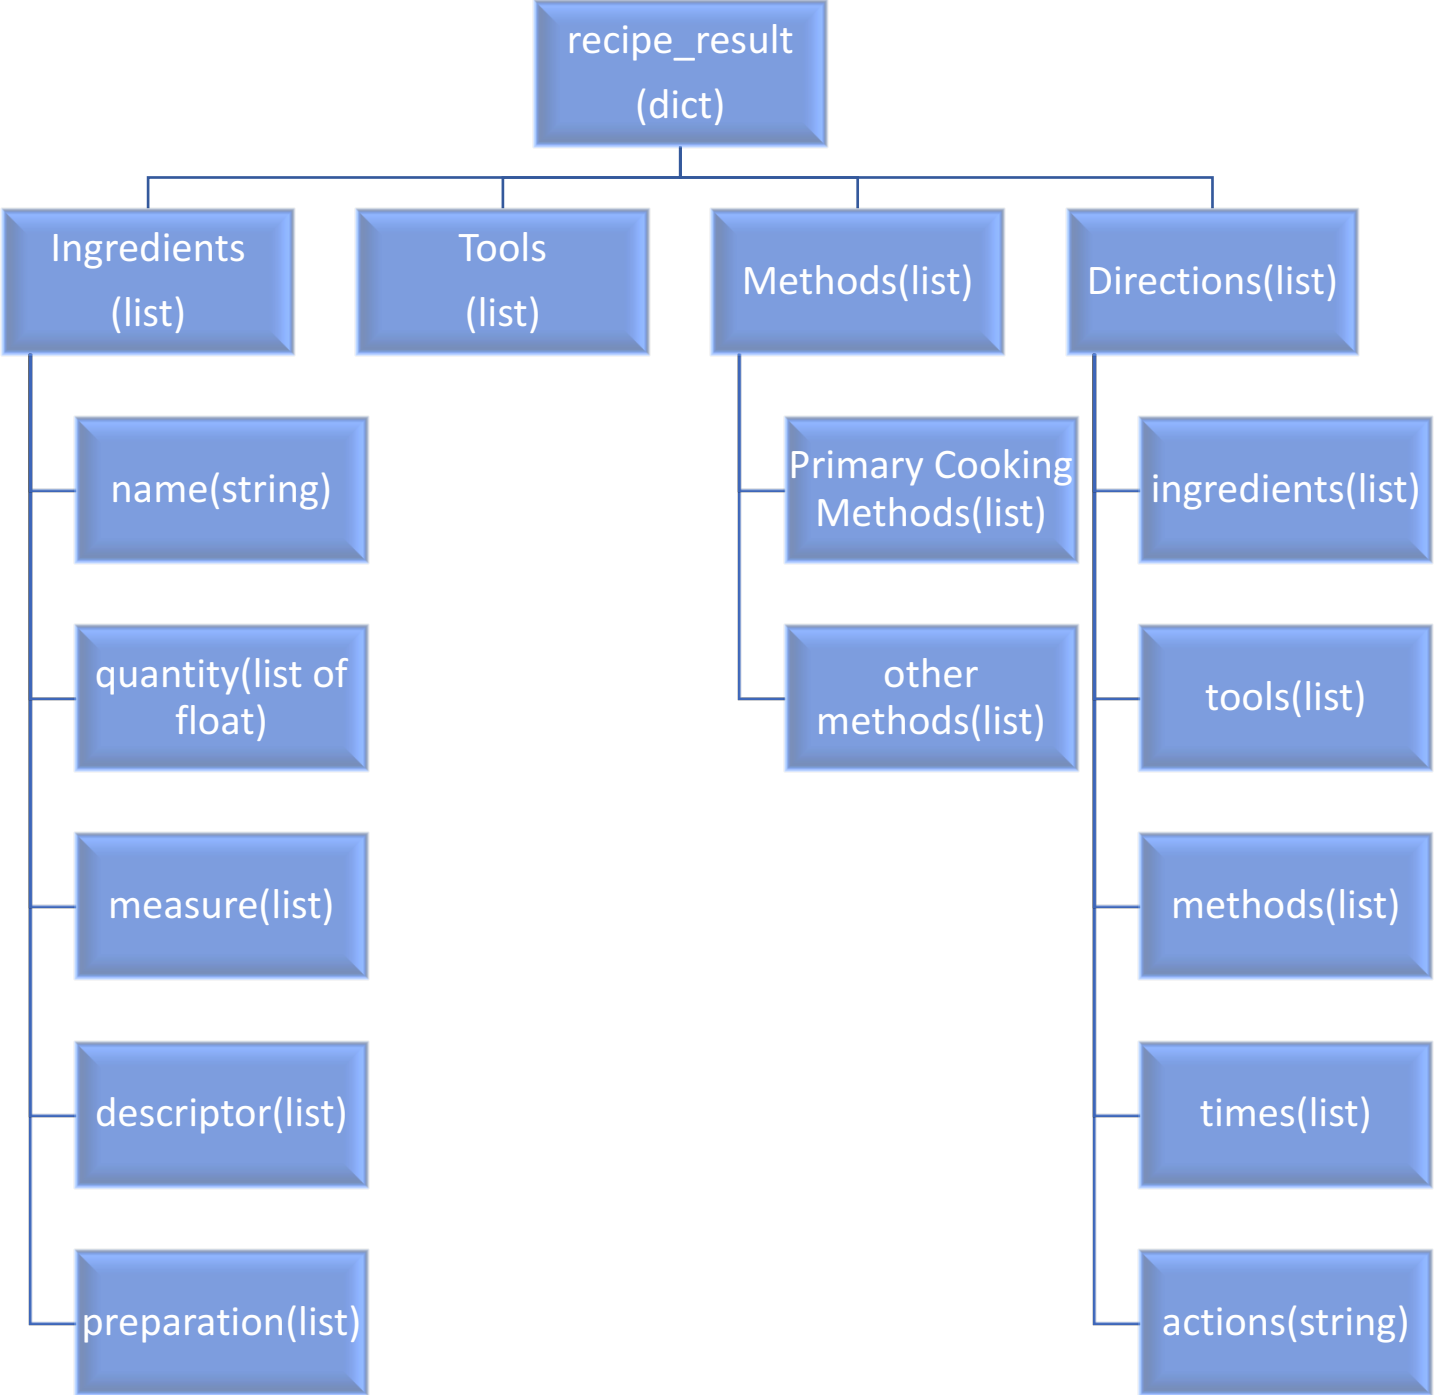 recipe_result
(dict)
Ingredients
(list)
Tools
(list)
Methods(list)
Directions(list)
name(string)
quantity(list of
float)
measure(list)
descriptor(list)
preparation(list)
Primary Cooking
Methods(list)
other
methods(list)
ingredients(list)
tools(list)
methods(list)
times(list)
actions(string)